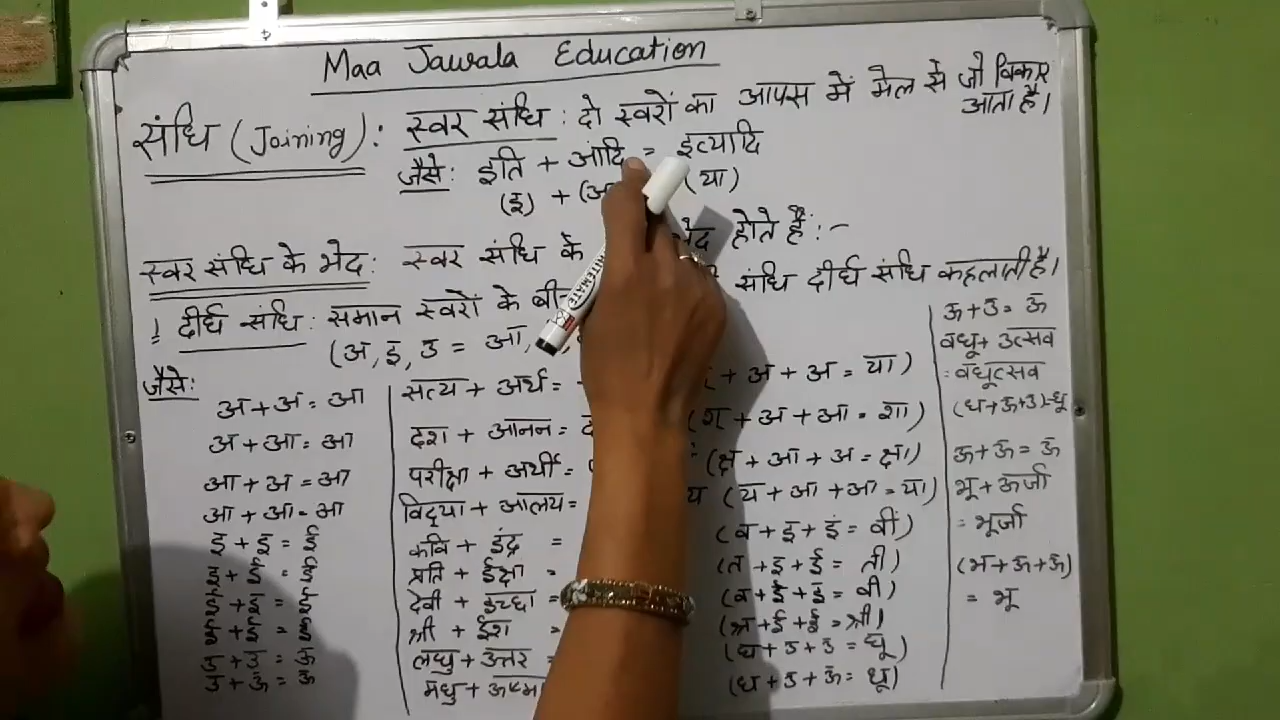 Maa Jawala Education
संधि (Joining) : स्वर संधि : दो स्वरों का आपस में मेल से जो विकार
आता है।
जैसे: इति + आदि = इत्यादि
(इ) + (आ (या)
स्वर संधि के भेद: स्वर संधि के भेद होते हैं :-
1 दीर्घ संधि: समान स्वरों के बी संधि दीर्घ संधि कहलाती है।
(अ, इ, उ = आ,
जैसे:
अ + अ = आ
अ + आ = आ
आ + अ = आ
आ + आ = आ
इ + इ = ई
इ + ई = ई
ई + इ = ई
ई + ई = ई
उ + उ = ऊ
उ + ऊ = ऊ
सत्य + अर्थ = + अ + अ = या)
दश + आनन = (श् + अ + आ = शा)
परीक्षा + अर्थी = (क्ष + आ + अ = क्षा)
विद्या + आलय = य (य + आ + आ = या)
कवि + इंद्र = (व + इ + इं = वीं)
प्रति + ईक्षा = (त + इ + ई = ती)
देवी + इच्छा = (व + ई + इ = वी)
श्री + ईश = (श्र + ई + ई = श्री)
लघु + उत्तर = (घ + उ + उ = घू)
मधु + ऊष्मा (ध + उ + ऊ = धू)
ऊ + उ = ऊ
वधू + उत्सव
= वधूत्सव
(ध + ऊ + उ) = धू
ऊ + ऊ = ऊ
भू + ऊर्जा
= भूर्जा
(भ + ऊ + ऊ)
= भू